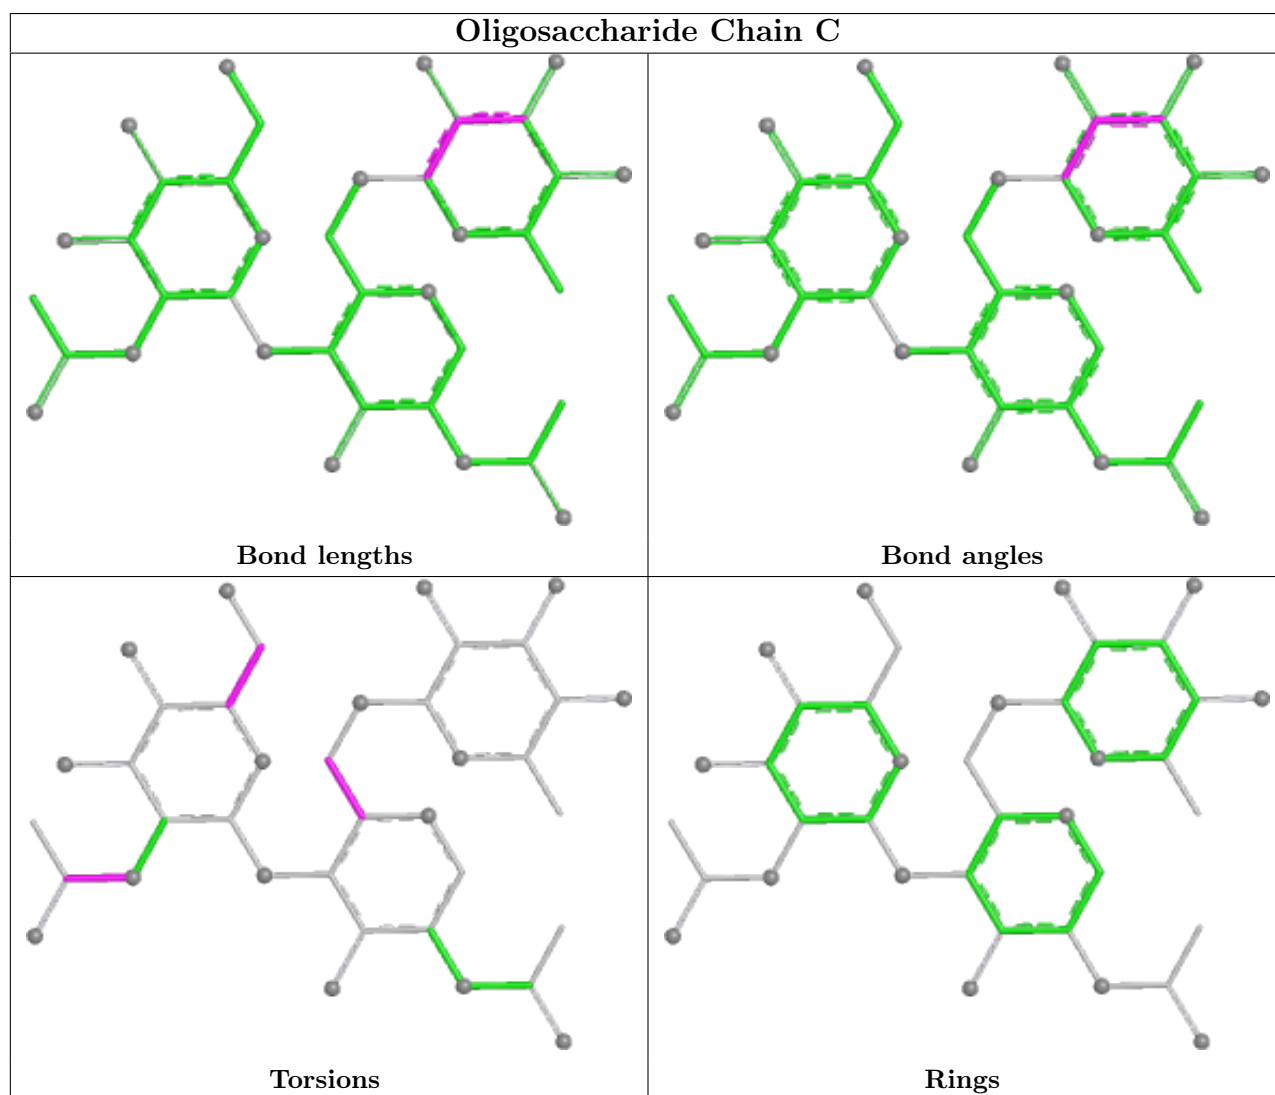 Oligosaccharide Chain C
Bond lengths
Bond angles
Torsions
Rings